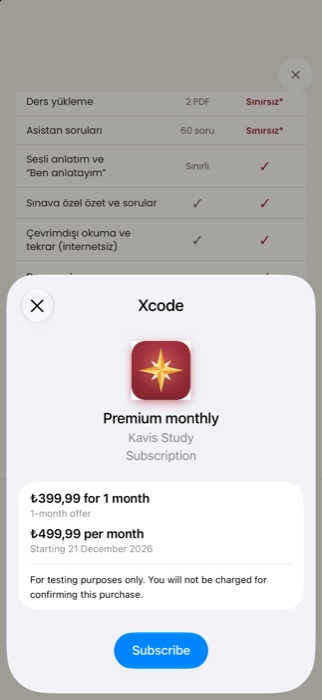 Ders yükleme 2 PDF Sınırsız*
Asistan soruları 60 soru Sınırsız*
Sesli anlatım ve
“Ben anlatayım” Sınırlı ✓
Sınava özel özet ve sorular ✓ ✓
Çevrimdışı okuma ve
tekrar (internetsiz) ✓ ✓
Xcode
Premium monthly
Kavis Study
Subscription
₺399,99 for 1 month
1-month offer
₺499,99 per month
Starting 21 December 2026
For testing purposes only. You will not be charged for
confirming this purchase.
Subscribe